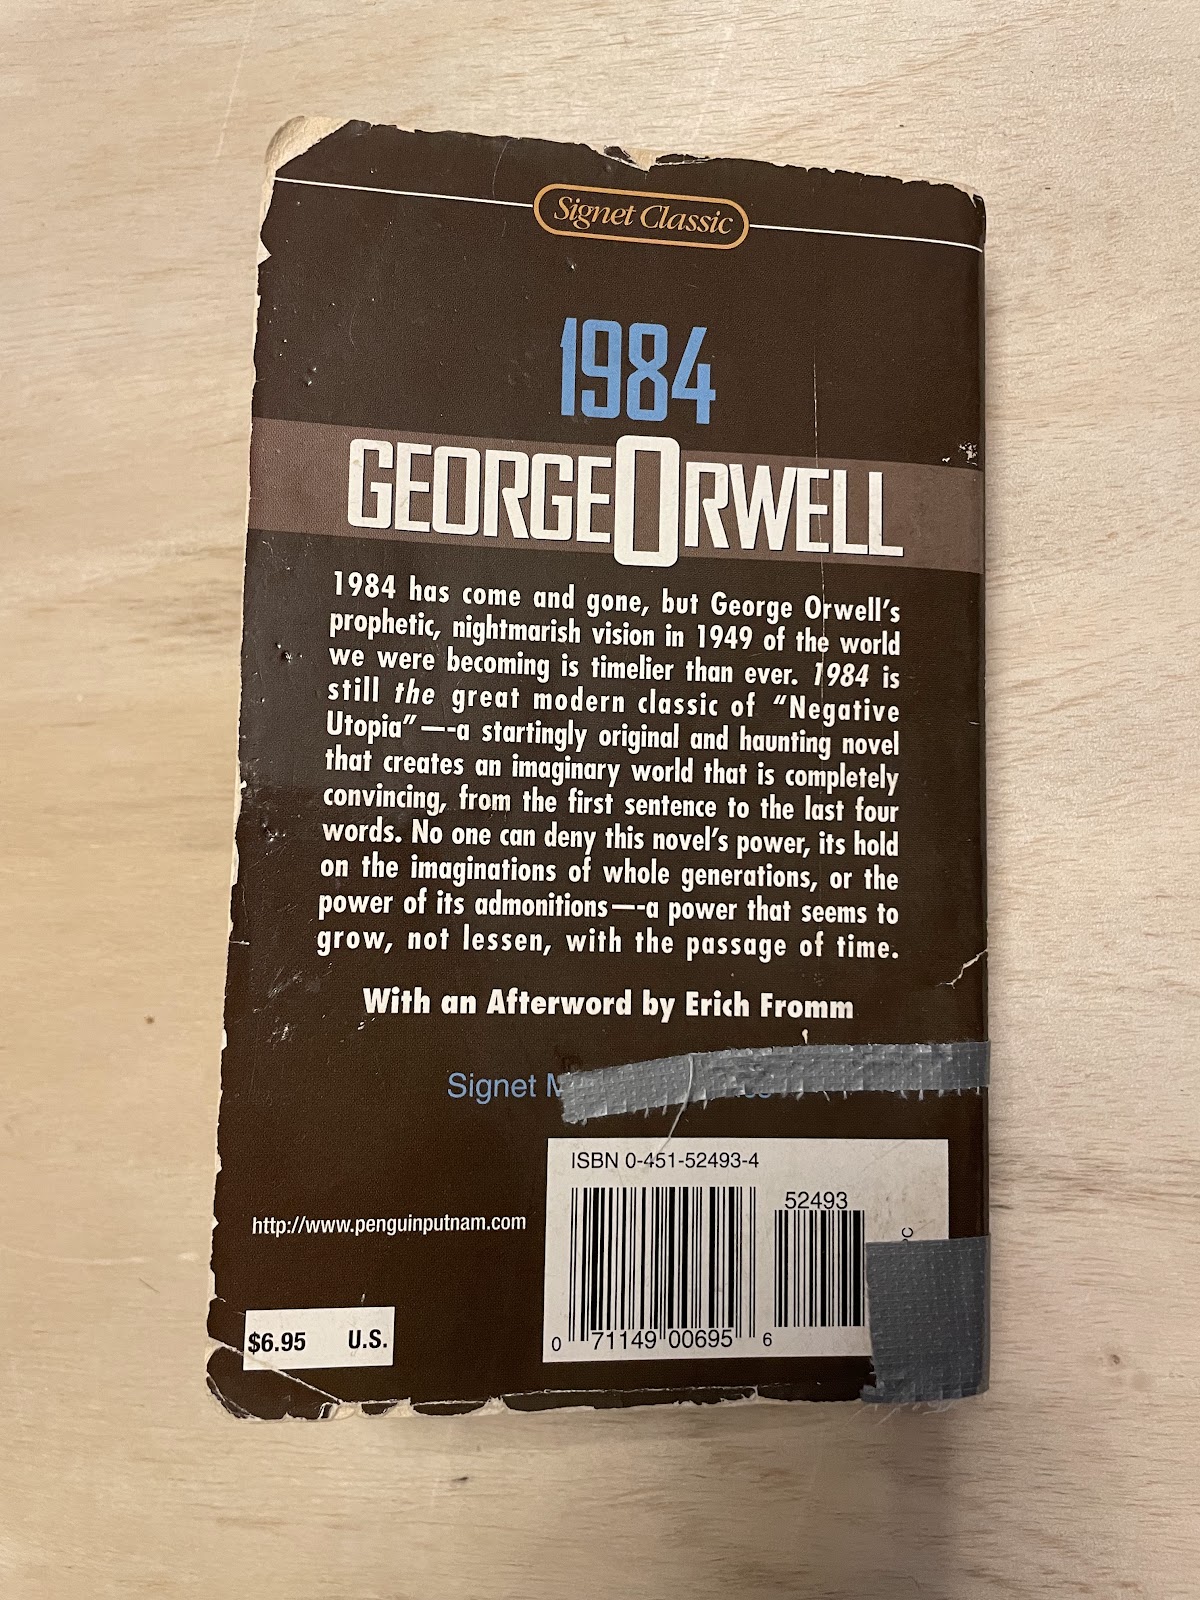 Signet Classic
1984
GEORGE ORWELL
1984 has come and gone, but George Orwell's
prophetic, nightmarish vision in 1949 of the world
we were becoming is timelier than ever. 1984 is
still the great modern classic of "Negative
Utopia"—-a startingly original and haunting novel
that creates an imaginary world that is completely
convincing, from the first sentence to the last four
words. No one can deny this novel's power, its hold
on the imaginations of whole generations, or the
power of its admonitions—-a power that seems to
grow, not lessen, with the passage of time.
With an Afterword by Erich Fromm
Signet
ISBN 0-451-52493-4
52493
http://www.penguinputnam.com
0 71149 00695 6
$6.95 U.S.